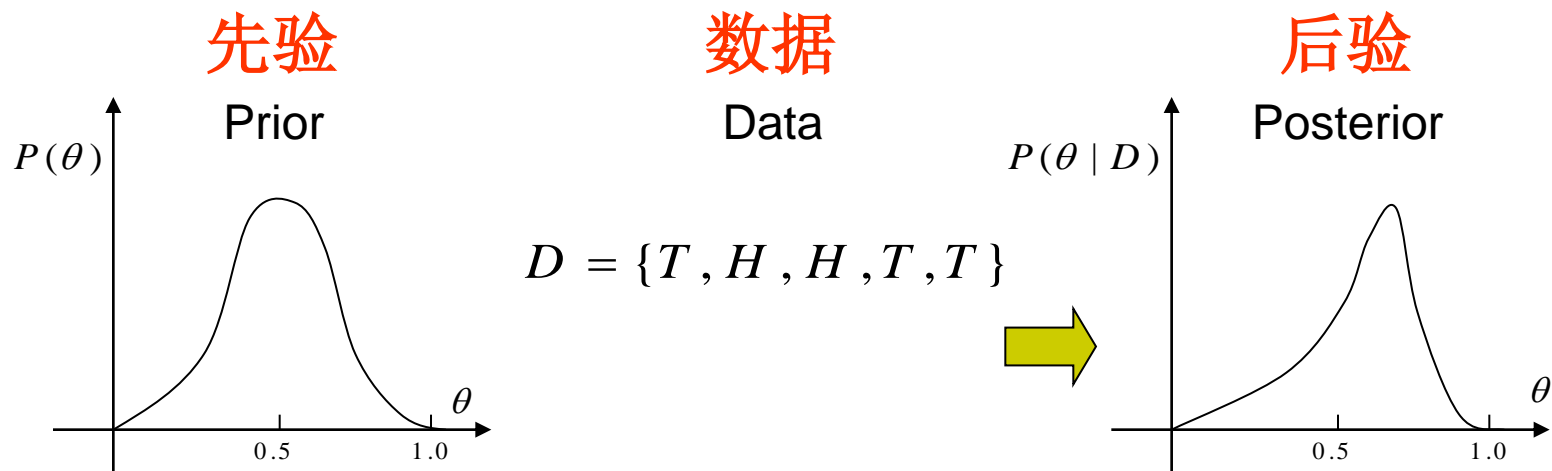 先验
Prior
P(θ)
θ
0.5 1.0
数据
Data
D = {T, H, H, T, T}
后验
Posterior
P(θ | D)
θ
0.5 1.0